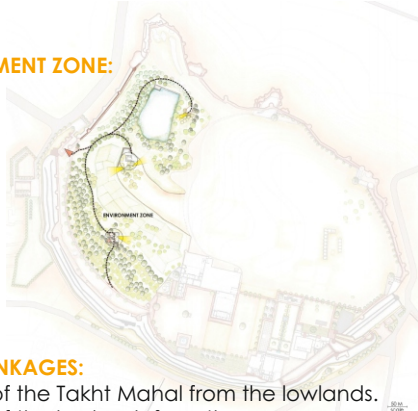 MENT ZONE:
ENVIRONMENT ZONE
NKAGES:
of the Takht Mahal from the lowlands.